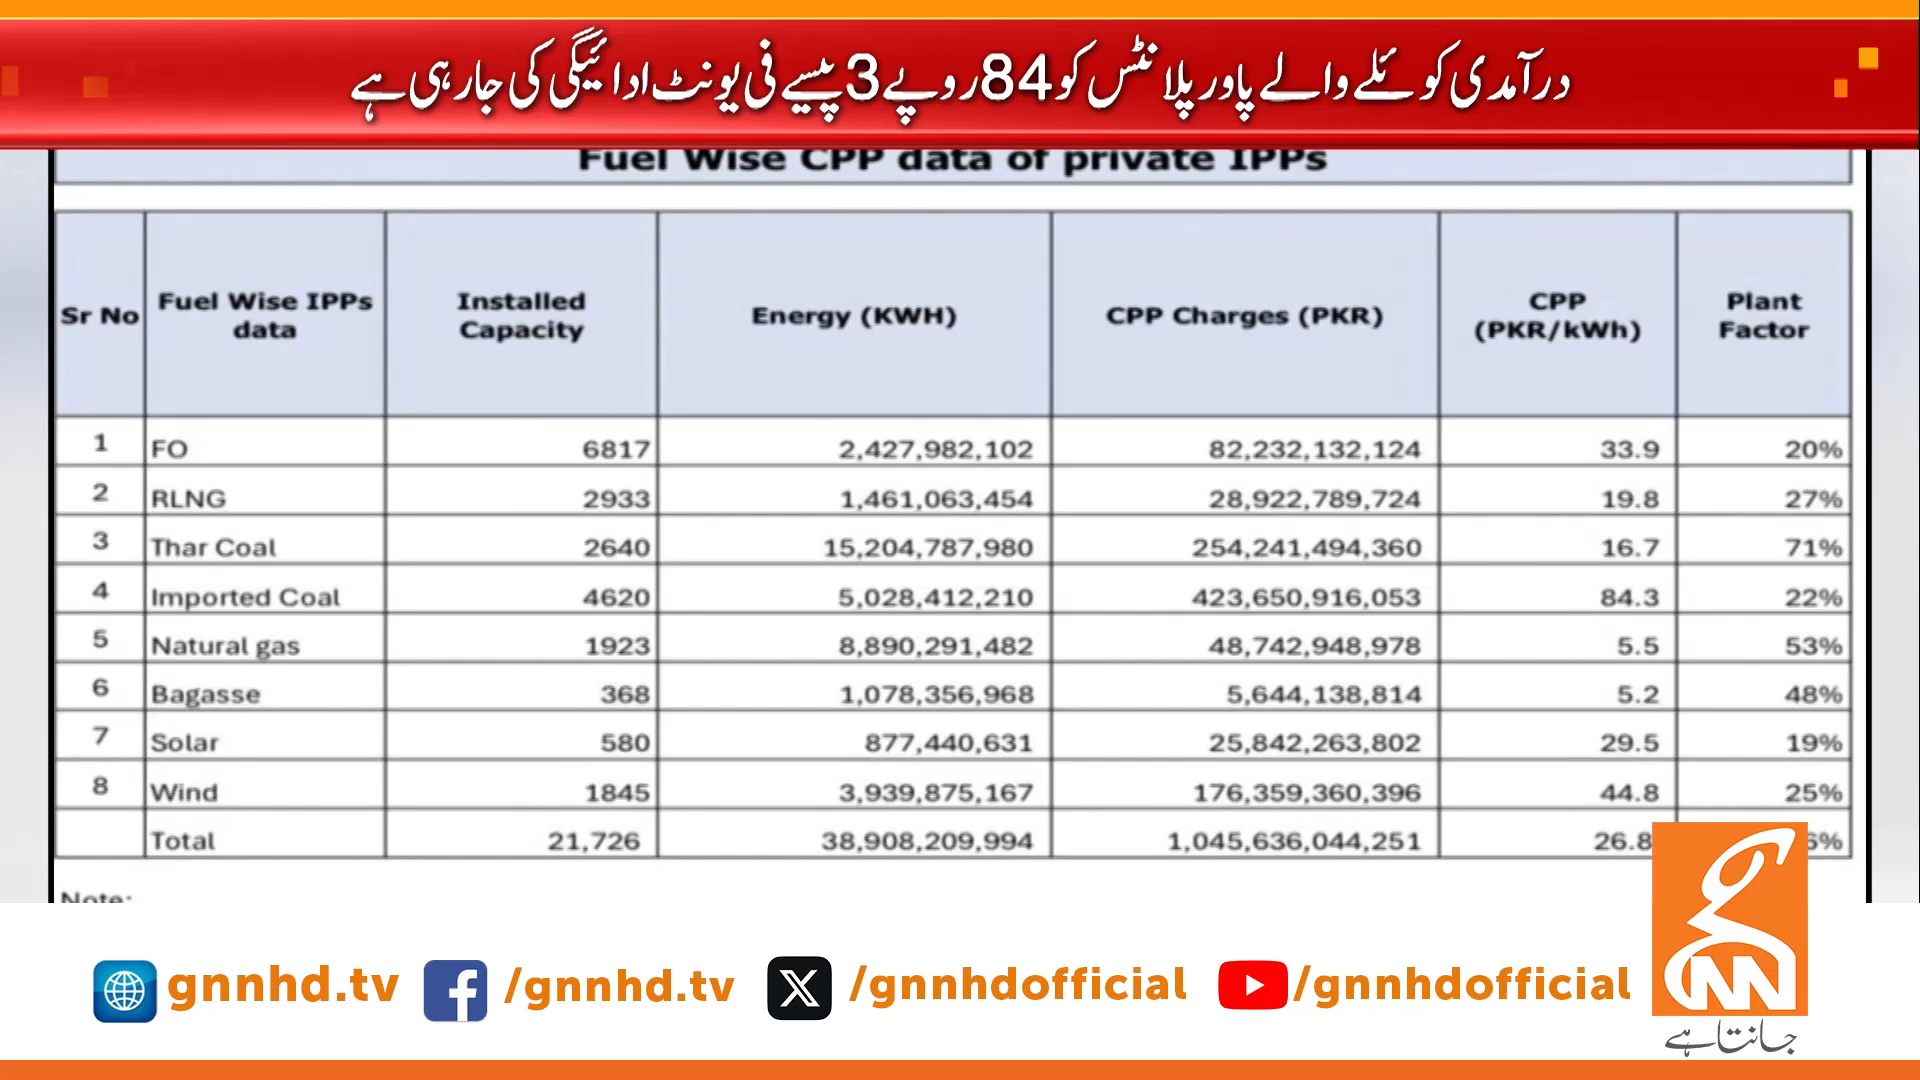 درآمدی کوئلے والے پاور پلانٹس کو 84 روپے 3 پیسے فی یونٹ ادائیگی کی جارہی ہے
Fuel Wise CPP data of private IPPs
Sr No Fuel Wise IPPs data Installed Capacity Energy (KWH) CPP Charges (PKR) CPP (PKR/kWh) Plant Factor
1 FO 6817 2,427,982,102 82,232,132,124 33.9 20%
2 RLNG 2933 1,461,063,454 28,922,789,724 19.8 27%
3 Thar Coal 2640 15,204,787,980 254,241,494,360 16.7 71%
4 Imported Coal 4620 5,028,412,210 423,650,916,053 84.3 22%
5 Natural gas 1923 8,890,291,482 48,742,948,978 5.5 53%
6 Bagasse 368 1,078,356,968 5,644,138,814 5.2 48%
7 Solar 580 877,440,631 25,842,263,802 29.5 19%
8 Wind 1845 3,939,875,167 176,359,360,396 44.8 25%
Total 21,726 38,908,209,994 1,045,636,044,251 26.8
Note:
gnnhd.tv /gnnhd.tv /gnnhdofficial /gnnhdofficial
GNN
جانتا ہے